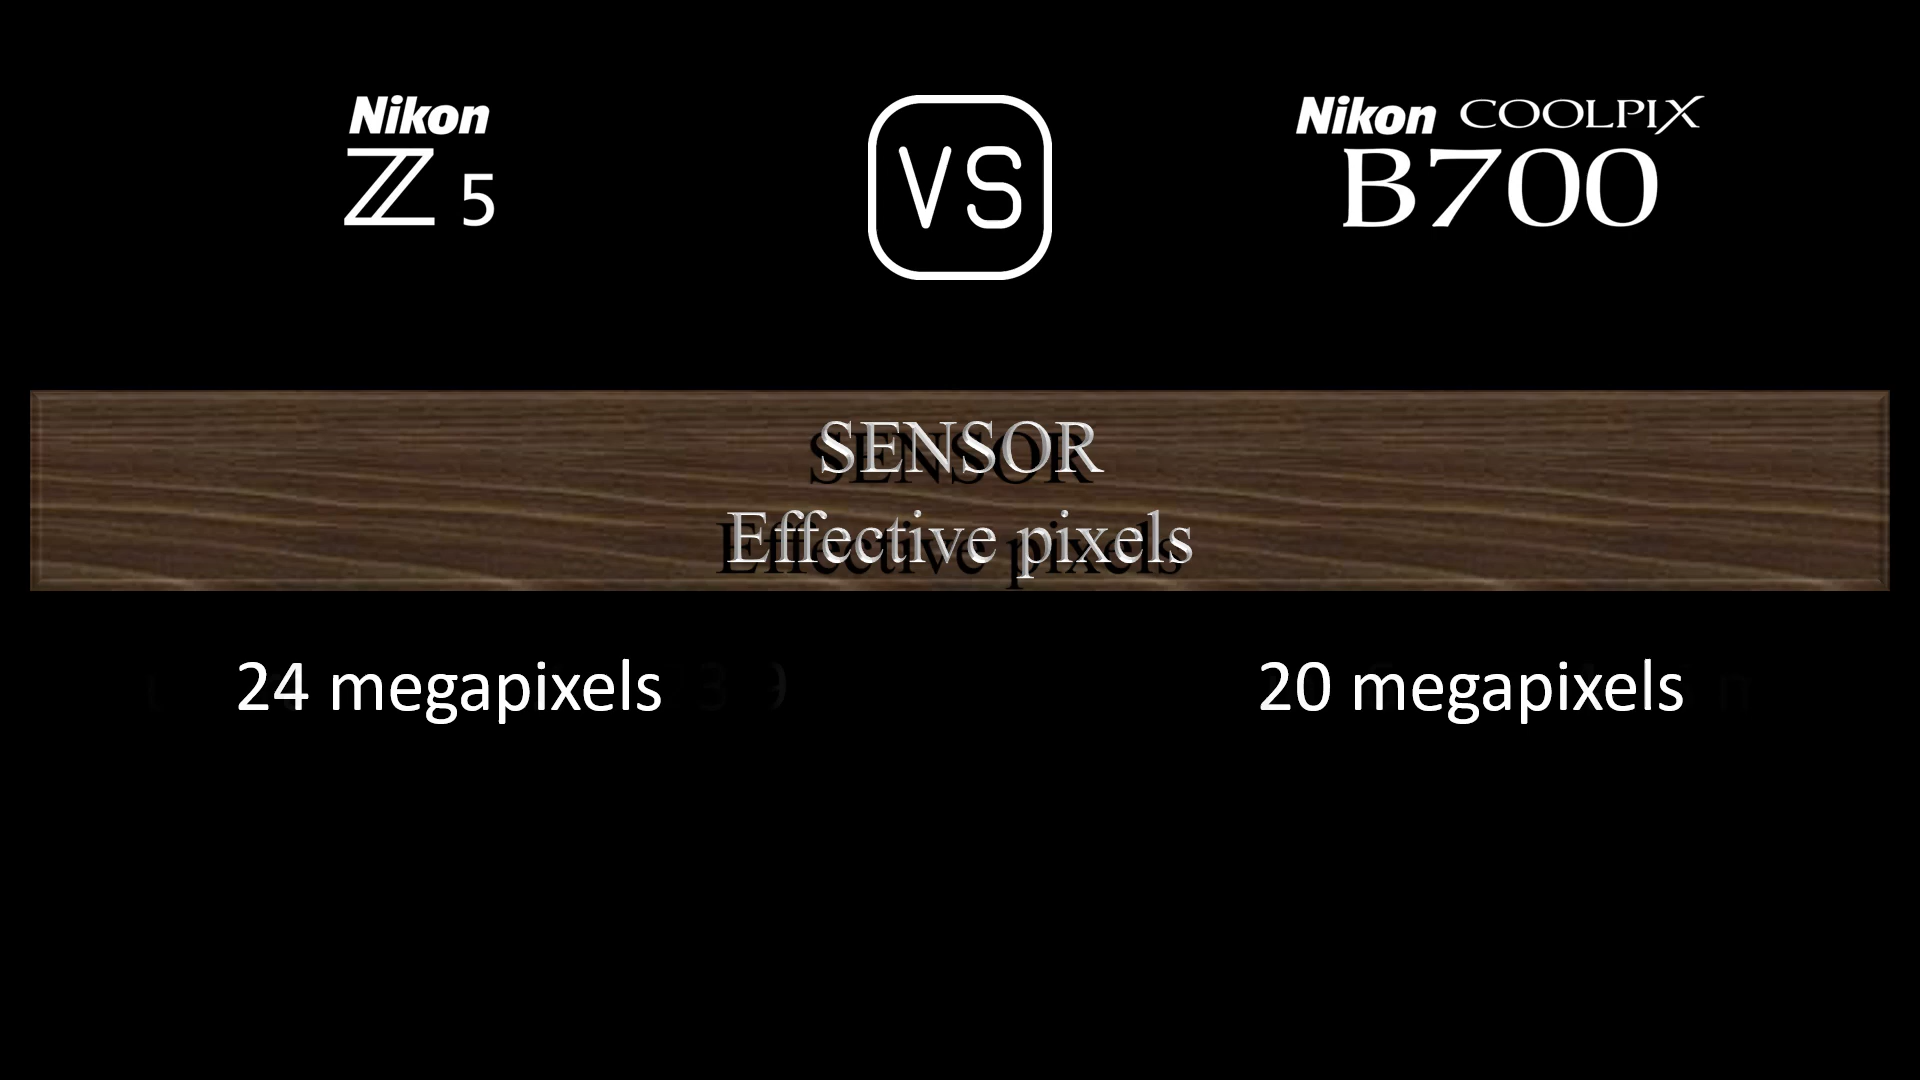 Nikon
Z 5
VS
Nikon COOLPIX
B700
SENSOR
Effective pixels
24 megapixels
20 megapixels